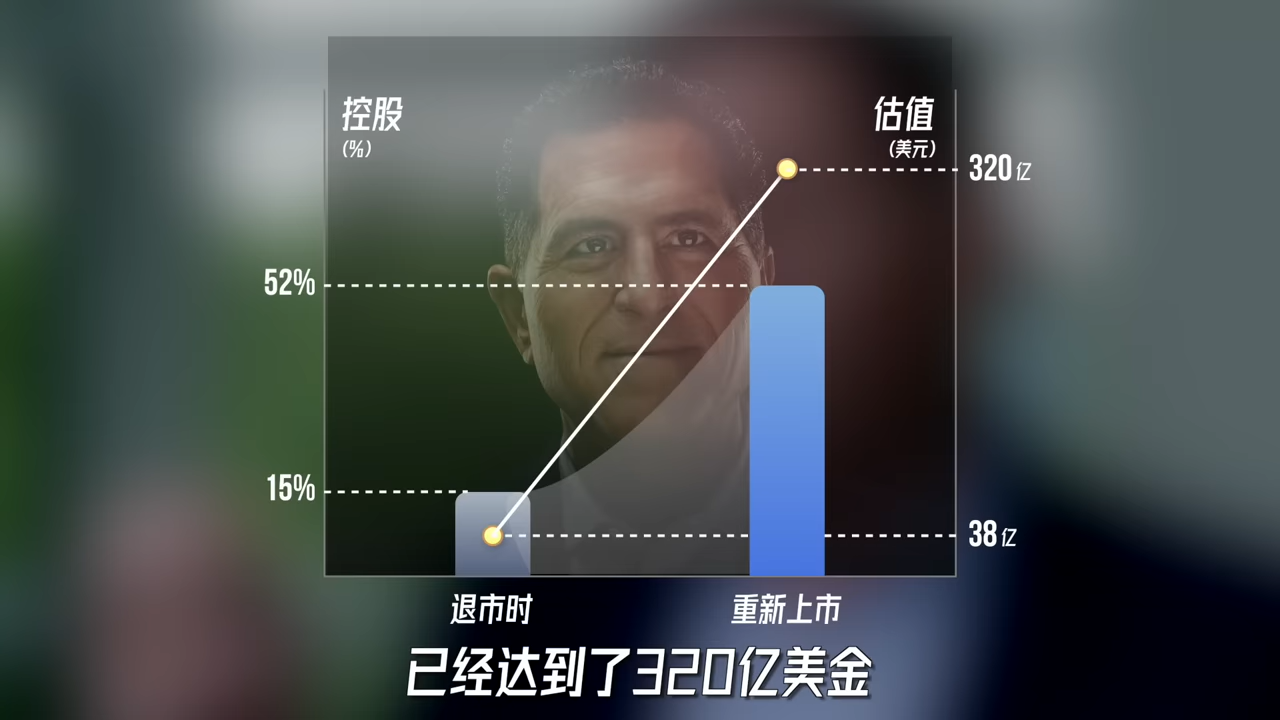 控股
(%)
估值
(美元)
320亿
52%
15%
38亿
退市时
重新上市
已经达到了320亿美金